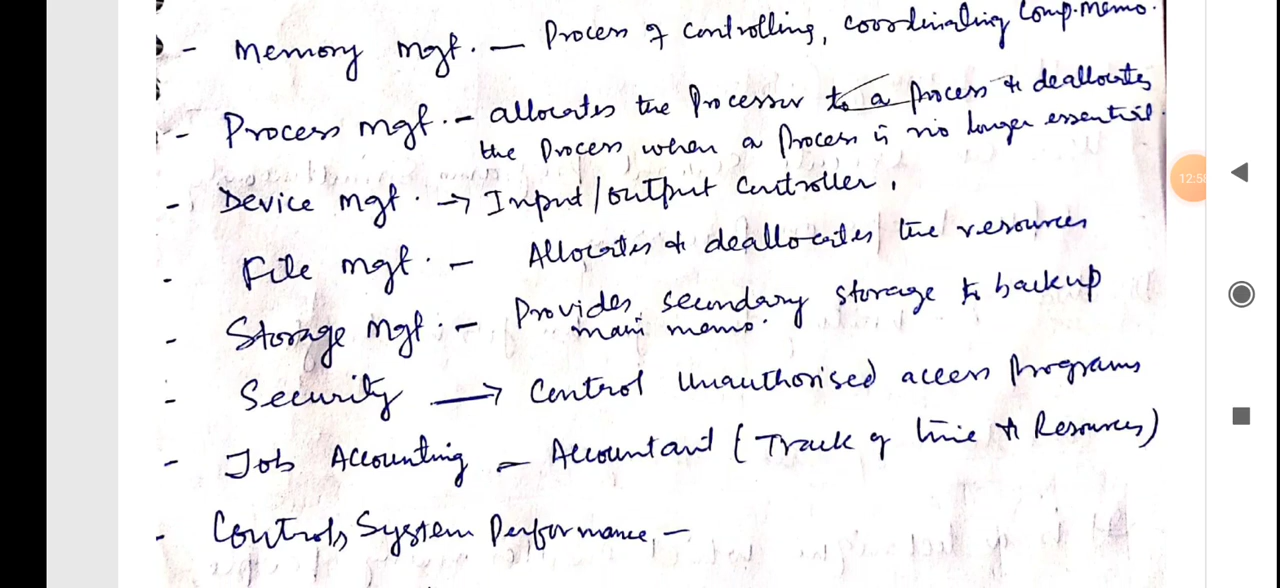 - Memory Mgt. — Process of controlling, coordinating Comp. memo.
- Process mgt. - allocates the Processor to a process & deallocates
the process when a process is no longer essential.
- Device mgt. → Input/output Controller.
- File mgt. - Allocates & deallocates the resources
- Storage Mgt. - Provides secondary storage to backup
main memo.
- Security → Control Unauthorised access Programs
- Job Accounting - Accountant (Track of time & Resources)
- Controls System Performance -
12:58